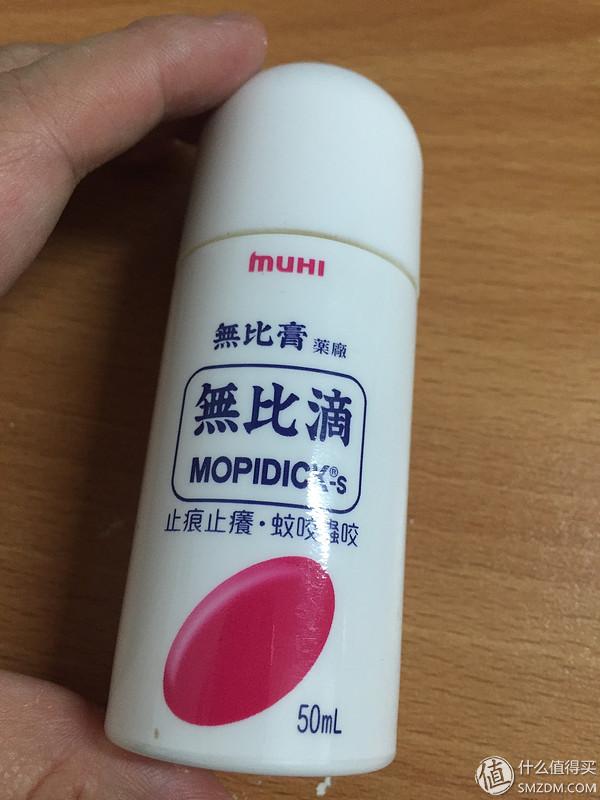 muHI
無比膏 薬廠
無比滴
MOPIDICK®-s
止痕止癢・蚊咬蟲咬
50mL
值 什么值得买
SMZDM.COM